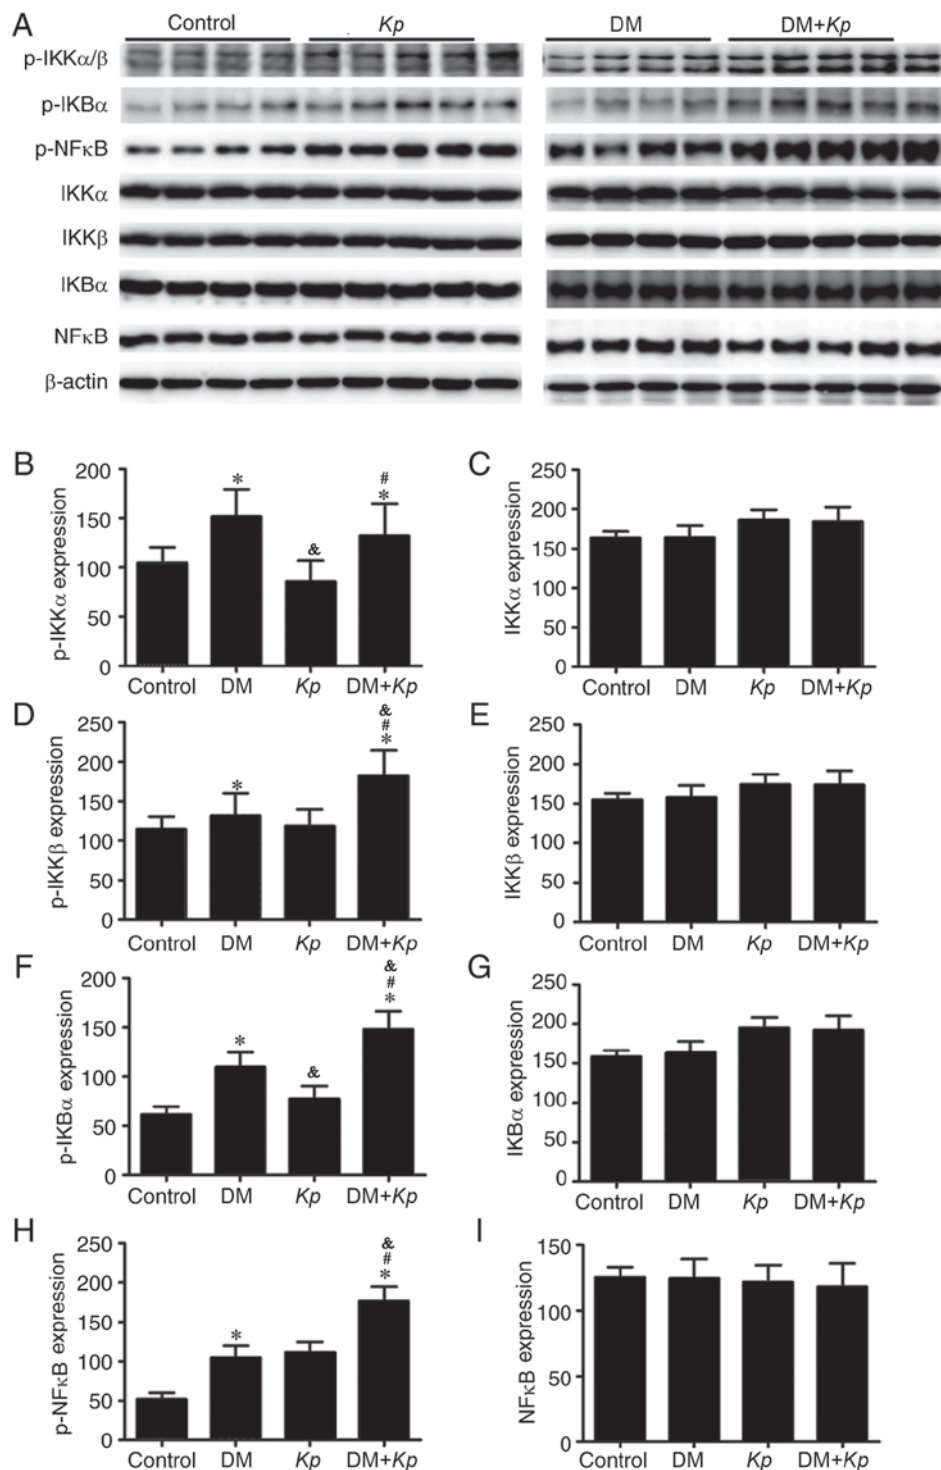 A
Control Kp DM DM+Kp
p-IKKα/β
p-IKBα
p-NFκB
IKKα
IKKβ
IKBα
NFκB
β-actin
B
p-IKKα expression
200
150
100
50
0
*
&
#
*
Control DM Kp DM+Kp
C
IKKα expression
250
200
150
100
50
0
Control DM Kp DM+Kp
D
p-IKKβ expression
250
200
150
100
50
0
*
&
#
*
Control DM Kp DM+Kp
E
IKKβ expression
250
200
150
100
50
0
Control DM Kp DM+Kp
F
p-IKBα expression
200
150
100
50
0
*
&
&
#
*
Control DM Kp DM+Kp
G
IKBα expression
250
200
150
100
50
0
Control DM Kp DM+Kp
H
p-NFκB expression
250
200
150
100
50
0
*
&
#
*
Control DM Kp DM+Kp
I
NFκB expression
150
100
50
0
Control DM Kp DM+Kp